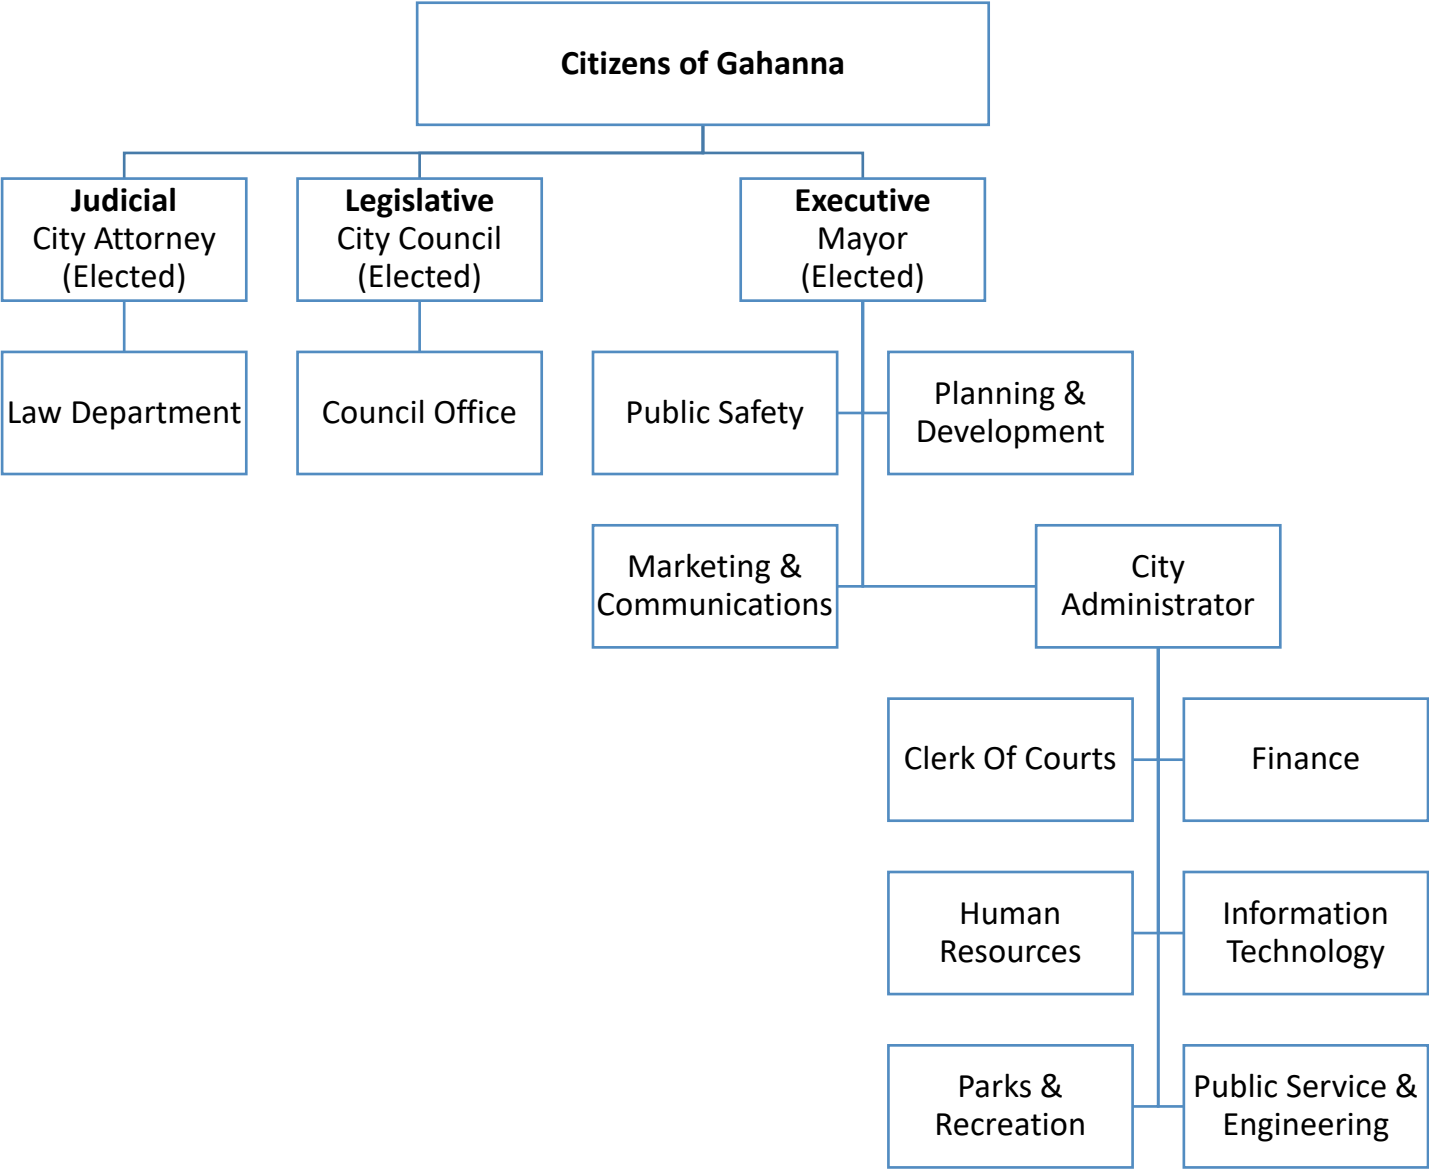 Citizens of Gahanna
Judicial
City Attorney
(Elected)
Legislative
City Council
(Elected)
Executive
Mayor
(Elected)
Law Department
Council Office
Public Safety
Planning &
Development
Marketing &
Communications
City
Administrator
Clerk Of Courts
Finance
Human
Resources
Information
Technology
Parks &
Recreation
Public Service &
Engineering